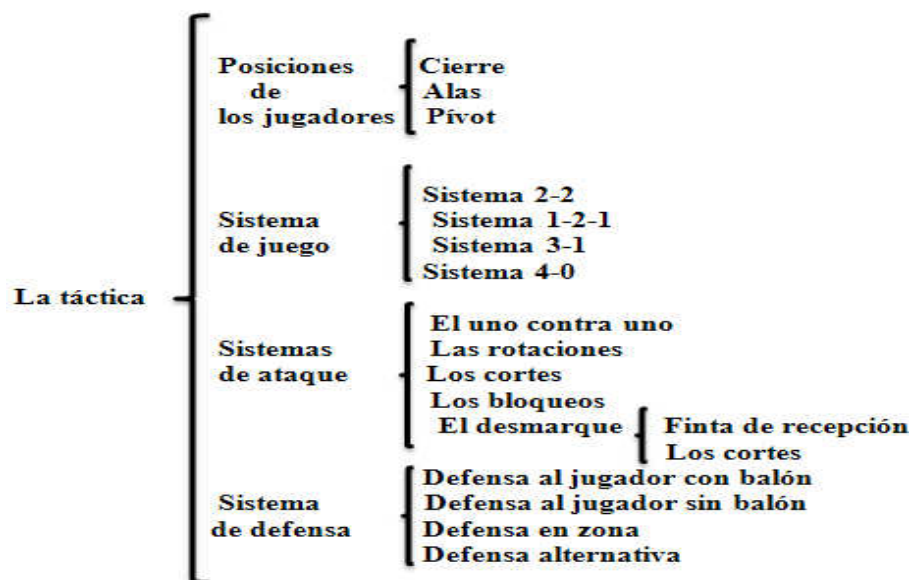 La táctica
Posiciones
de
los jugadores
Cierre
Alas
Pívot
Sistema
de juego
Sistema 2-2
Sistema 1-2-1
Sistema 3-1
Sistema 4-0
Sistemas
de ataque
El uno contra uno
Las rotaciones
Los cortes
Los bloqueos
El desmarque
Finta de recepción
Los cortes
Sistema
de defensa
Defensa al jugador con balón
Defensa al jugador sin balón
Defensa en zona
Defensa alternativa